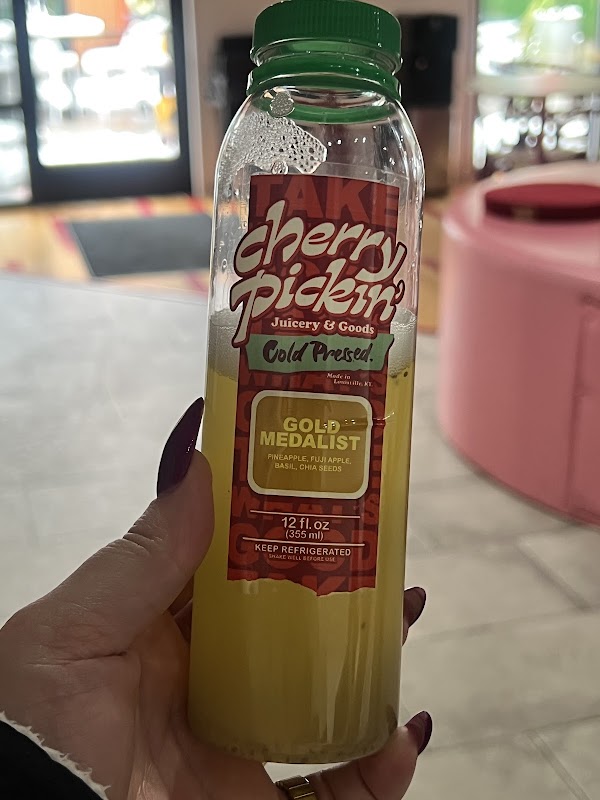 TAKE
cherry
pickin'
Juicery & Goods
Cold Pressed.
Made in
Louisville, KY.
GOLD
MEDALIST
PINEAPPLE, FUJI APPLE,
BASIL, CHIA SEEDS
12 fl. oz
(355 ml)
KEEP REFRIGERATED
SHAKE WELL BEFORE USE